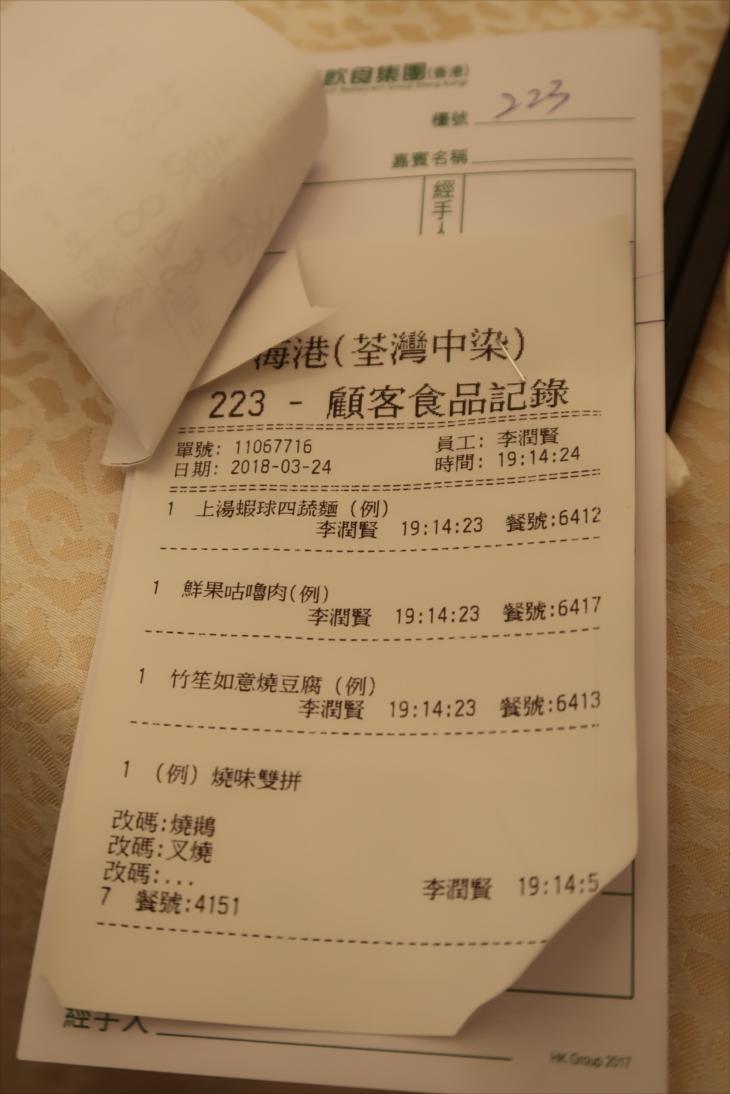 飲食集團(香港)
檯號 223
嘉賓名稱
經手人
海港(荃灣中染)
223 - 顧客食品記錄
單號: 11067716 員工: 李潤賢
日期: 2018-03-24 時間: 19:14:24
1 上湯蝦球四蔬麵 (例)
李潤賢 19:14:23 餐號:6412
1 鮮果咕嚕肉(例)
李潤賢 19:14:23 餐號:6417
1 竹笙如意燒豆腐 (例)
李潤賢 19:14:23 餐號:6413
1 (例) 燒味雙拼
改碼:燒鵝
改碼:叉燒
改碼:...
李潤賢 19:14:5
7 餐號:4151
經手人
HK Group 2017